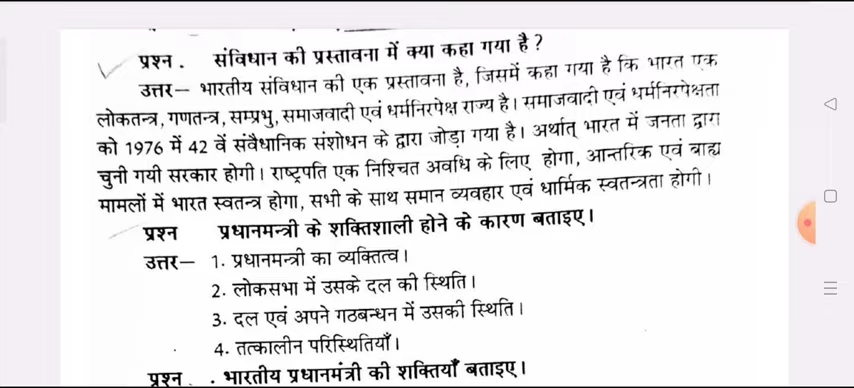 प्रश्न . संविधान की प्रस्तावना में क्या कहा गया है ?
उत्तर— भारतीय संविधान की एक प्रस्तावना है, जिसमें कहा गया है कि भारत एक
लोकतन्त्र, गणतन्त्र, सम्प्रभु, समाजवादी एवं धर्मनिरपेक्ष राज्य है। समाजवादी एवं धर्मनिरपेक्षता
को 1976 में 42 वें संवैधानिक संशोधन के द्वारा जोड़ा गया है। अर्थात् भारत में जनता द्वारा
चुनी गयी सरकार होगी। राष्ट्रपति एक निश्चित अवधि के लिए होगा, आन्तरिक एवं बाह्य
मामलों में भारत स्वतन्त्र होगा, सभी के साथ समान व्यवहार एवं धार्मिक स्वतन्त्रता होगी।
प्रश्न प्रधानमन्त्री के शक्तिशाली होने के कारण बताइए।
उत्तर— 1. प्रधानमन्त्री का व्यक्तित्व।
2. लोकसभा में उसके दल की स्थिति।
3. दल एवं अपने गठबन्धन में उसकी स्थिति।
4. तत्कालीन परिस्थितियाँ।
प्रश्न . . भारतीय प्रधानमंत्री की शक्तियाँ बताइए।